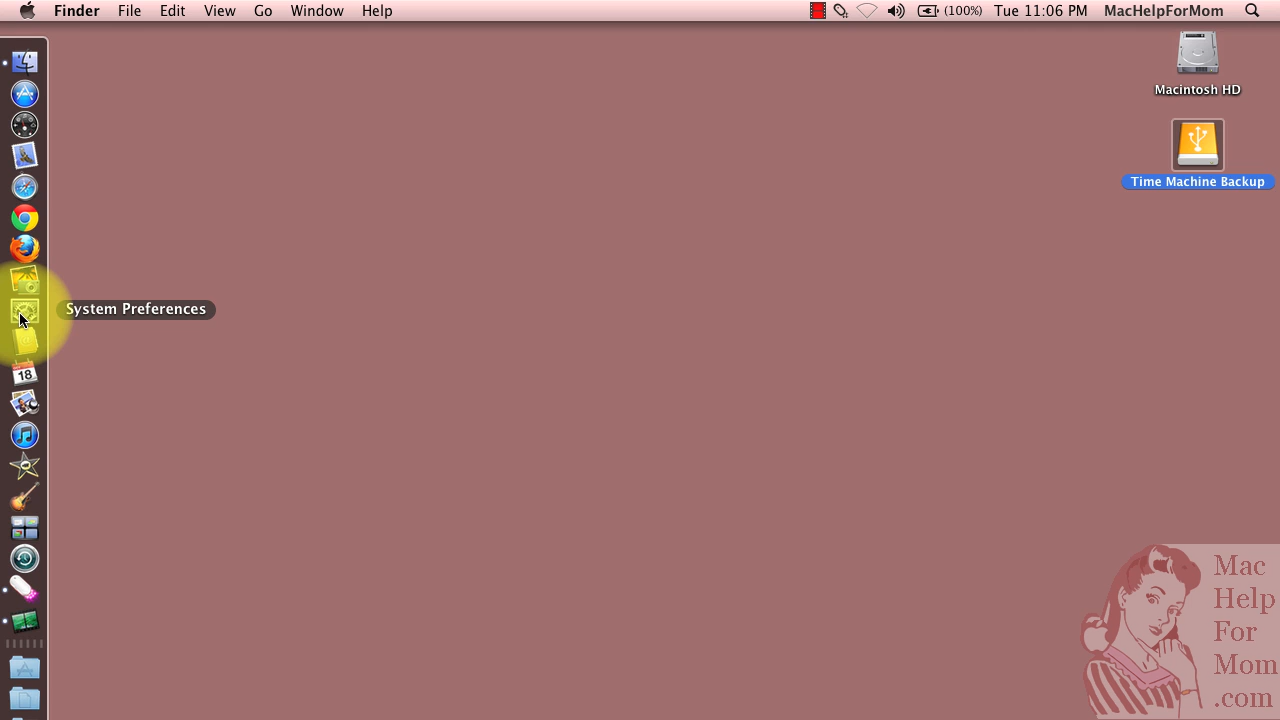 Finder File Edit View Go Window Help (100%) Tue 11:06 PM MacHelpForMom
Macintosh HD
Time Machine Backup
System Preferences
18
Mac
Help
For
Mom
.com